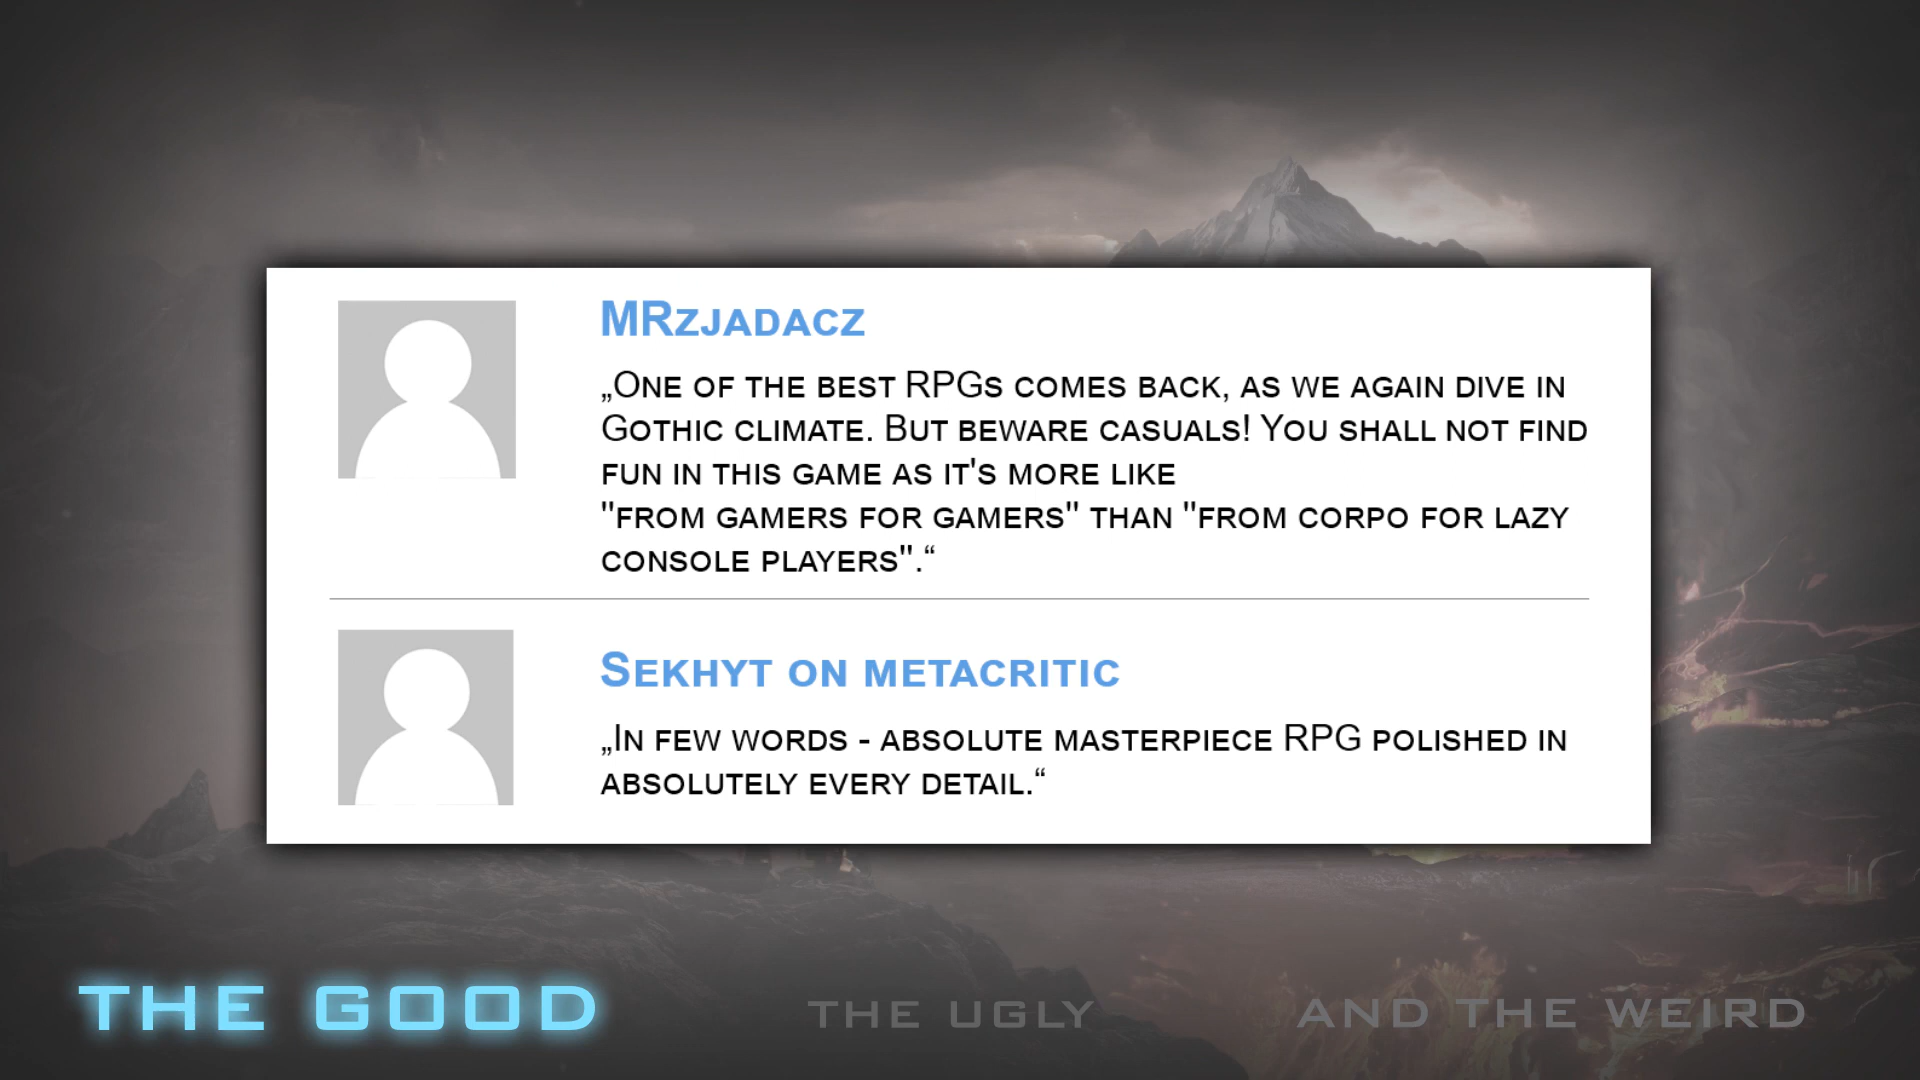 MRzjadacz
„One of the best RPGs comes back, as we again dive in
Gothic climate. But beware casuals! You shall not find
fun in this game as it's more like
"from gamers for gamers" than "from corpo for lazy
console players".“
Sekhyt on metacritic
„In few words - absolute masterpiece RPG polished in
absolutely every detail.“
THE GOOD
THE UGLY
AND THE WEIRD